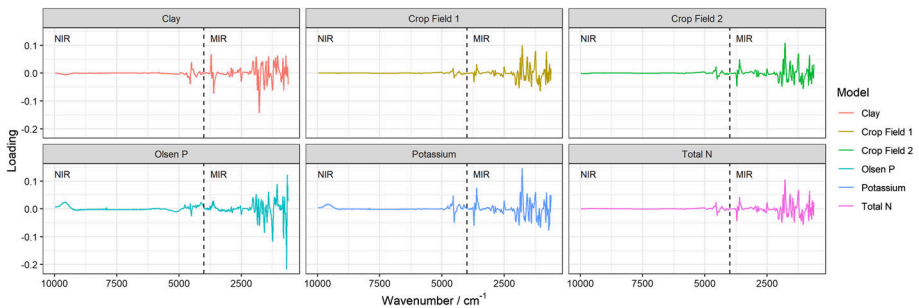 Clay
Crop Field 1
Crop Field 2
NIR
MIR
NIR
MIR
NIR
MIR
0.1
0.0
-0.1
-0.2
Olsen P
Potassium
Total N
NIR
MIR
NIR
MIR
NIR
MIR
0.1
0.0
-0.1
-0.2
10000 7500 5000 2500
10000 7500 5000 2500
10000 7500 5000 2500
Loading
Wavenumber / cm⁻¹
Model
Clay
Crop Field 1
Crop Field 2
Olsen P
Potassium
Total N